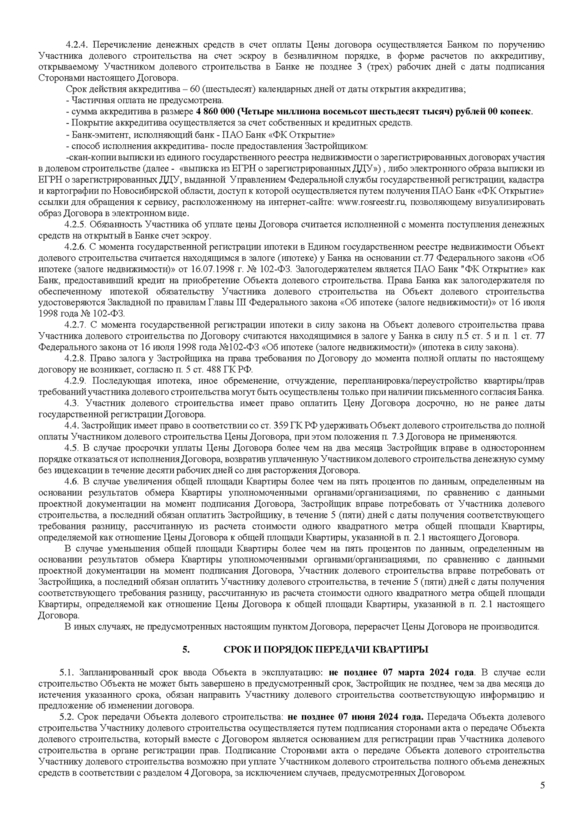 4.2.4. Перечисление денежных средств в счет оплаты Цены договора осуществляется Банком по поручению
Участника долевого строительства на счет эскроу в безналичном порядке, в форме расчетов по аккредитиву,
открываемому Участником долевого строительства в Банке не позднее 3 (трех) рабочих дней с даты подписания
Сторонами настоящего Договора.
Срок действия аккредитива – 60 (шестьдесят) календарных дней от даты открытия аккредитива;
- Частичная оплата не предусмотрена.
- сумма аккредитива в размере 4 860 000 (Четыре миллиона восемьсот шестьдесят тысяч) рублей 00 копеек.
- Покрытие аккредитива осуществляется за счет собственных и кредитных средств.
- Банк-эмитент, исполняющий банк - ПАО Банк «ФК Открытие»
- способ исполнения аккредитива- после предоставления Застройщиком:
-скан-копии выписки из единого государственного реестра недвижимости о зарегистрированных договорах участия
в долевом строительстве (далее - «выписка из ЕГРН о зарегистрированных ДДУ») , либо электронного образа выписки из
ЕГРН о зарегистрированных ДДУ, выданной Управлением Федеральной службы государственной регистрации, кадастра
и картографии по Новосибирской области, доступ к которой осуществляется путем получения ПАО Банк «ФК Открытие»
ссылки для обращения к сервису, расположенному на интернет-сайте: www.rosreestr.ru, позволяющему визуализировать
образ Договора в электронном виде.
4.2.5. Обязанность Участника об уплате цены Договора считается исполненной с момента поступления денежных
средств на открытый в Банке счет эскроу.
4.2.6. С момента государственной регистрации ипотеки в Едином государственном реестре недвижимости Объект
долевого строительства считается находящимся в залоге (ипотеке) у Банка на основании ст.77 Федерального закона «Об
ипотеке (залоге недвижимости)» от 16.07.1998 г. № 102-ФЗ. Залогодержателем является ПАО Банк "ФК Открытие» как
Банк, предоставивший кредит на приобретение Объекта долевого строительства. Права Банка как залогодержателя по
обеспеченному ипотекой обязательству Участника долевого строительства на Объект долевого строительства
удостоверяются Закладной по правилам Главы III Федерального закона «Об ипотеке (залоге недвижимости)» от 16 июля
1998 года № 102-ФЗ.
4.2.7. С момента государственной регистрации ипотеки в силу закона на Объект долевого строительства права
Участника долевого строительства по Договору считаются находящимися в залоге у Банка в силу п.5 ст. 5 и п. 1 ст. 77
Федерального закона от 16 июля 1998 года №102-ФЗ «Об ипотеке (залоге недвижимости)» (ипотека в силу закона).
4.2.8. Право залога у Застройщика на права требования по Договору до момента полной оплаты по настоящему
договору не возникает, согласно п. 5 ст. 488 ГК РФ.
4.2.9. Последующая ипотека, иное обременение, отчуждение, перепланировка/переустройство квартиры/прав
требований участника долевого строительства могут быть осуществлены только при наличии письменного согласия Банка.
4.3. Участник долевого строительства имеет право оплатить Цену Договора досрочно, но не ранее даты
государственной регистрации Договора.
4.4. Застройщик имеет право в соответствии со ст. 359 ГК РФ удерживать Объект долевого строительства до полной
оплаты Участником долевого строительства Цены Договора, при этом положения п. 7.3 Договора не применяются.
4.5. В случае просрочки уплаты Цены Договора более чем на два месяца Застройщик вправе в одностороннем
порядке отказаться от исполнения Договора, возвратив уплаченную Участником долевого строительства денежную сумму
без индексации в течение десяти рабочих дней со дня расторжения Договора.
4.6. В случае увеличения общей площади Квартиры более чем на пять процентов по данным, определенным на
основании результатов обмера Квартиры уполномоченными органами/организациями, по сравнению с данными
проектной документации на момент подписания Договора, Застройщик вправе потребовать от Участника долевого
строительства, а последний обязан оплатить Застройщику, в течение 5 (пяти) дней с даты получения соответствующего
требования разницу, рассчитанную из расчета стоимости одного квадратного метра общей площади Квартиры,
определяемой как отношение Цены Договора к общей площади Квартиры, указанной в п. 2.1 настоящего Договора.
В случае уменьшения общей площади Квартиры более чем на пять процентов по данным, определенным на
основании результатов обмера Квартиры уполномоченными органами/организациями, по сравнению с данными
проектной документации на момент подписания Договора, Участник долевого строительства вправе потребовать от
Застройщика, а последний обязан оплатить Участнику долевого строительства, в течение 5 (пяти) дней с даты получения
соответствующего требования разницу, рассчитанную из расчета стоимости одного квадратного метра общей площади
Квартиры, определяемой как отношение Цены Договора к общей площади Квартиры, указанной в п. 2.1 настоящего
Договора.
В иных случаях, не предусмотренных настоящим пунктом Договора, перерасчет Цены Договора не производится.
5. СРОК И ПОРЯДОК ПЕРЕДАЧИ КВАРТИРЫ
5.1. Запланированный срок ввода Объекта в эксплуатацию: не позднее 07 марта 2024 года. В случае если
строительство Объекта не может быть завершено в предусмотренный срок, Застройщик не позднее, чем за два месяца до
истечения указанного срока, обязан направить Участнику долевого строительства соответствующую информацию и
предложение об изменении договора.
5.2. Срок передачи Объекта долевого строительства: не позднее 07 июня 2024 года. Передача Объекта долевого
строительства Участнику долевого строительства осуществляется путем подписания сторонами акта о передаче Объекта
долевого строительства, который вместе с Договором является основанием для регистрации прав Участника долевого
строительства в органе регистрации прав. Подписание Сторонами акта о передаче Объекта долевого строительства
Участнику долевого строительства возможно при уплате Участником долевого строительства полного объема денежных
средств в соответствии с разделом 4 Договора, за исключением случаев, предусмотренных Договором.
5